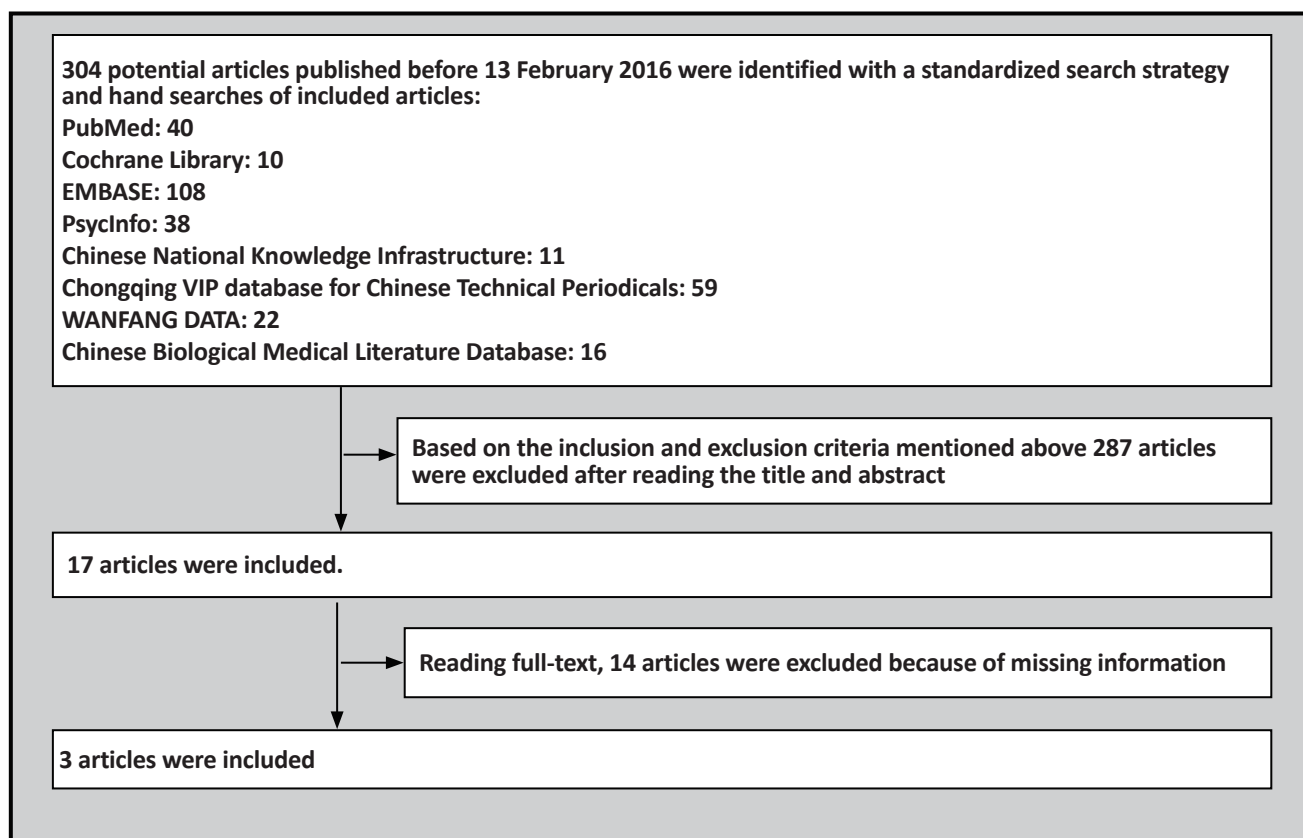 304 potential articles published before 13 February 2016 were identified with a standardized search strategy
and hand searches of included articles:
PubMed: 40
Cochrane Library: 10
EMBASE: 108
PsycInfo: 38
Chinese National Knowledge Infrastructure: 11
Chongqing VIP database for Chinese Technical Periodicals: 59
WANFANG DATA: 22
Chinese Biological Medical Literature Database: 16
Based on the inclusion and exclusion criteria mentioned above 287 articles
were excluded after reading the title and abstract
17 articles were included.
Reading full-text, 14 articles were excluded because of missing information
3 articles were included